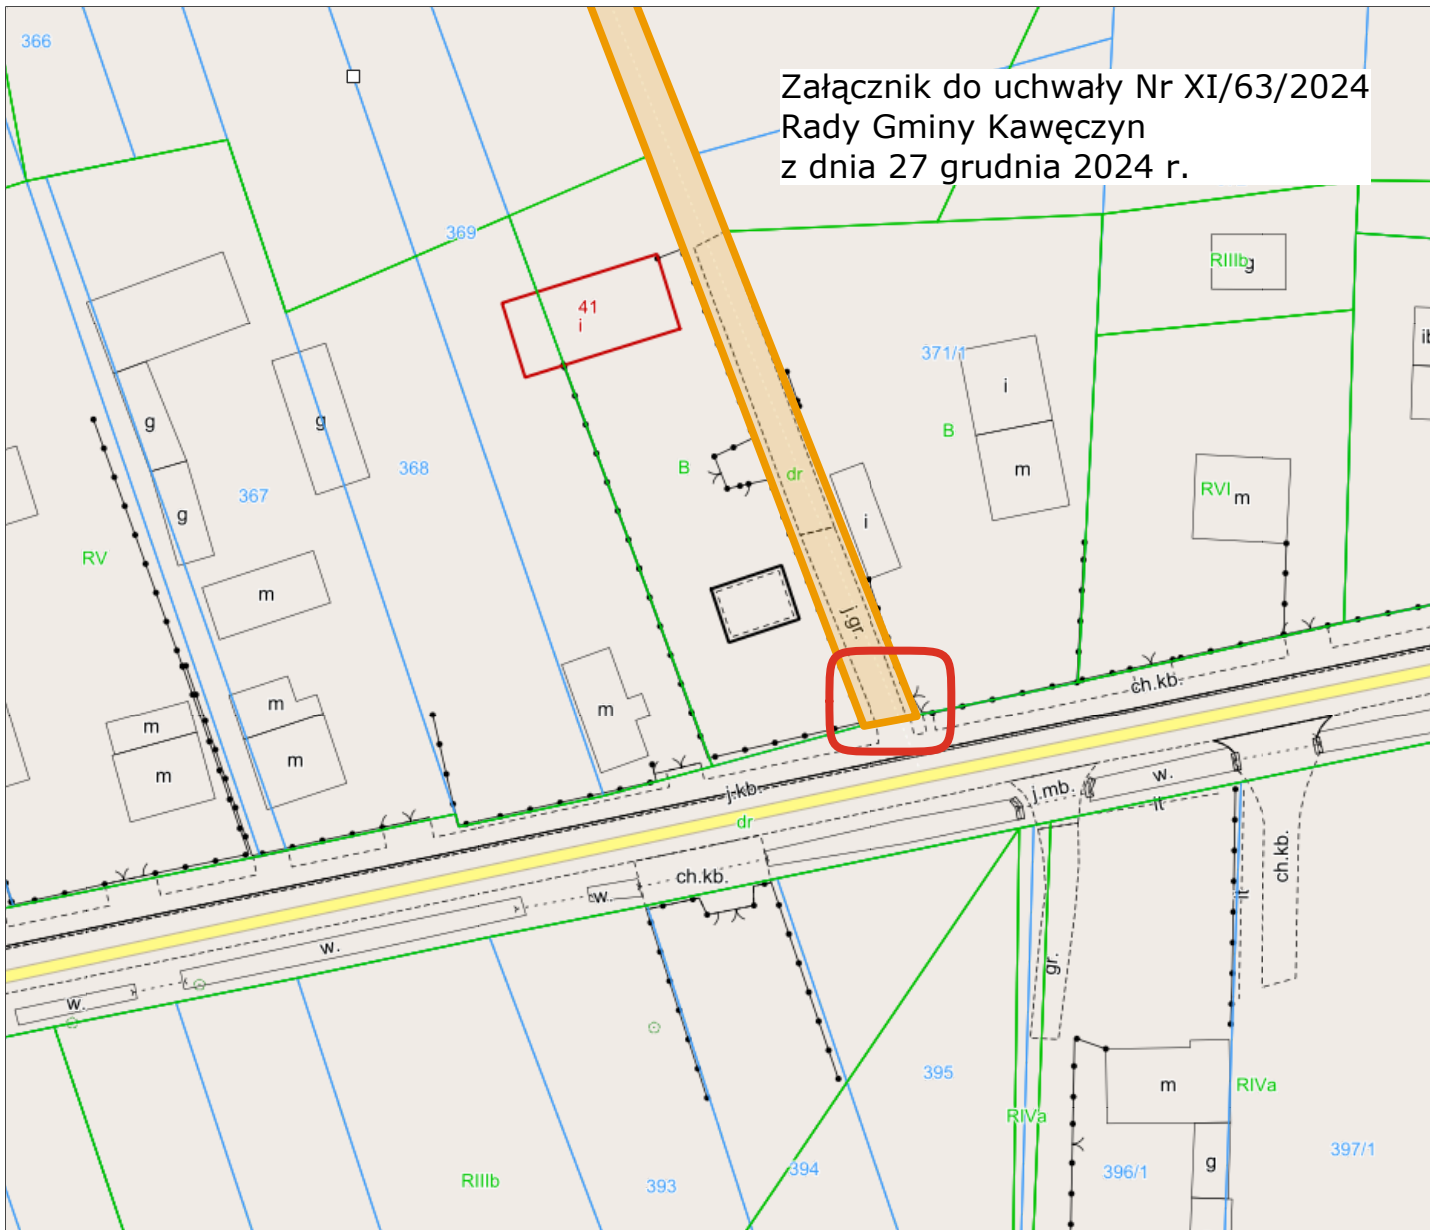 366
Załącznik do uchwały Nr XI/63/2024
Rady Gminy Kawęczyn
z dnia 27 grudnia 2024 r.
369
RIIIb
g
41
i
371/1
i
g
g
B
368
B
dr
m
367
g
RVI
m
i
RV
m
j.gr.
m
m
ch.kb.
m
m
m
j.kb.
j.mb.
w.
lt
dr
ch.kb.
ch.kb.
w.
lt
w.
gr.
w.
395
m
RIVa
RIVa
397/1
g
394
396/1
RIIIb
393